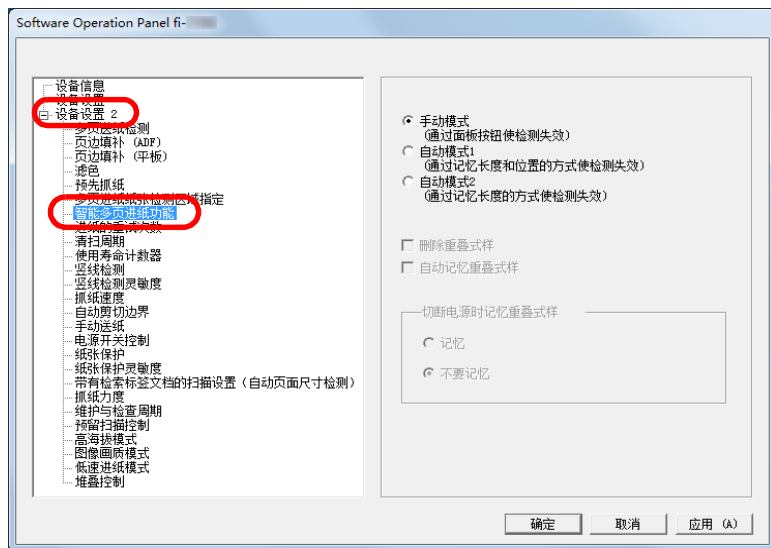 Software Operation Panel fi-
设备信息
设备设置
设备设置 2
多页送纸检测
页边填补 (ADF)
页边填补 (平板)
滤色
预先抓纸
多页进纸纸张检测区域指定
智能多页进纸功能
进纸的重试次数
清扫周期
使用寿命计数器
竖线检测
竖线检测灵敏度
抓纸速度
自动剪切边界
手动送纸
电源开关控制
纸张保护
纸张保护灵敏度
带有检索标签文档的扫描设置(自动页面尺寸检测)
抓纸力度
维护与检查周期
预留扫描控制
高海拔模式
图像画质模式
低速进纸模式
堆叠控制
手动模式
(通过面板按钮使检测失效)
自动模式1
(通过记忆长度和位置的方式使检测失效)
自动模式2
(通过记忆长度的方式使检测失效)
删除重叠式样
自动记忆重叠式样
切断电源时记忆重叠式样
记忆
不要记忆
确定
取消
应用 (A)